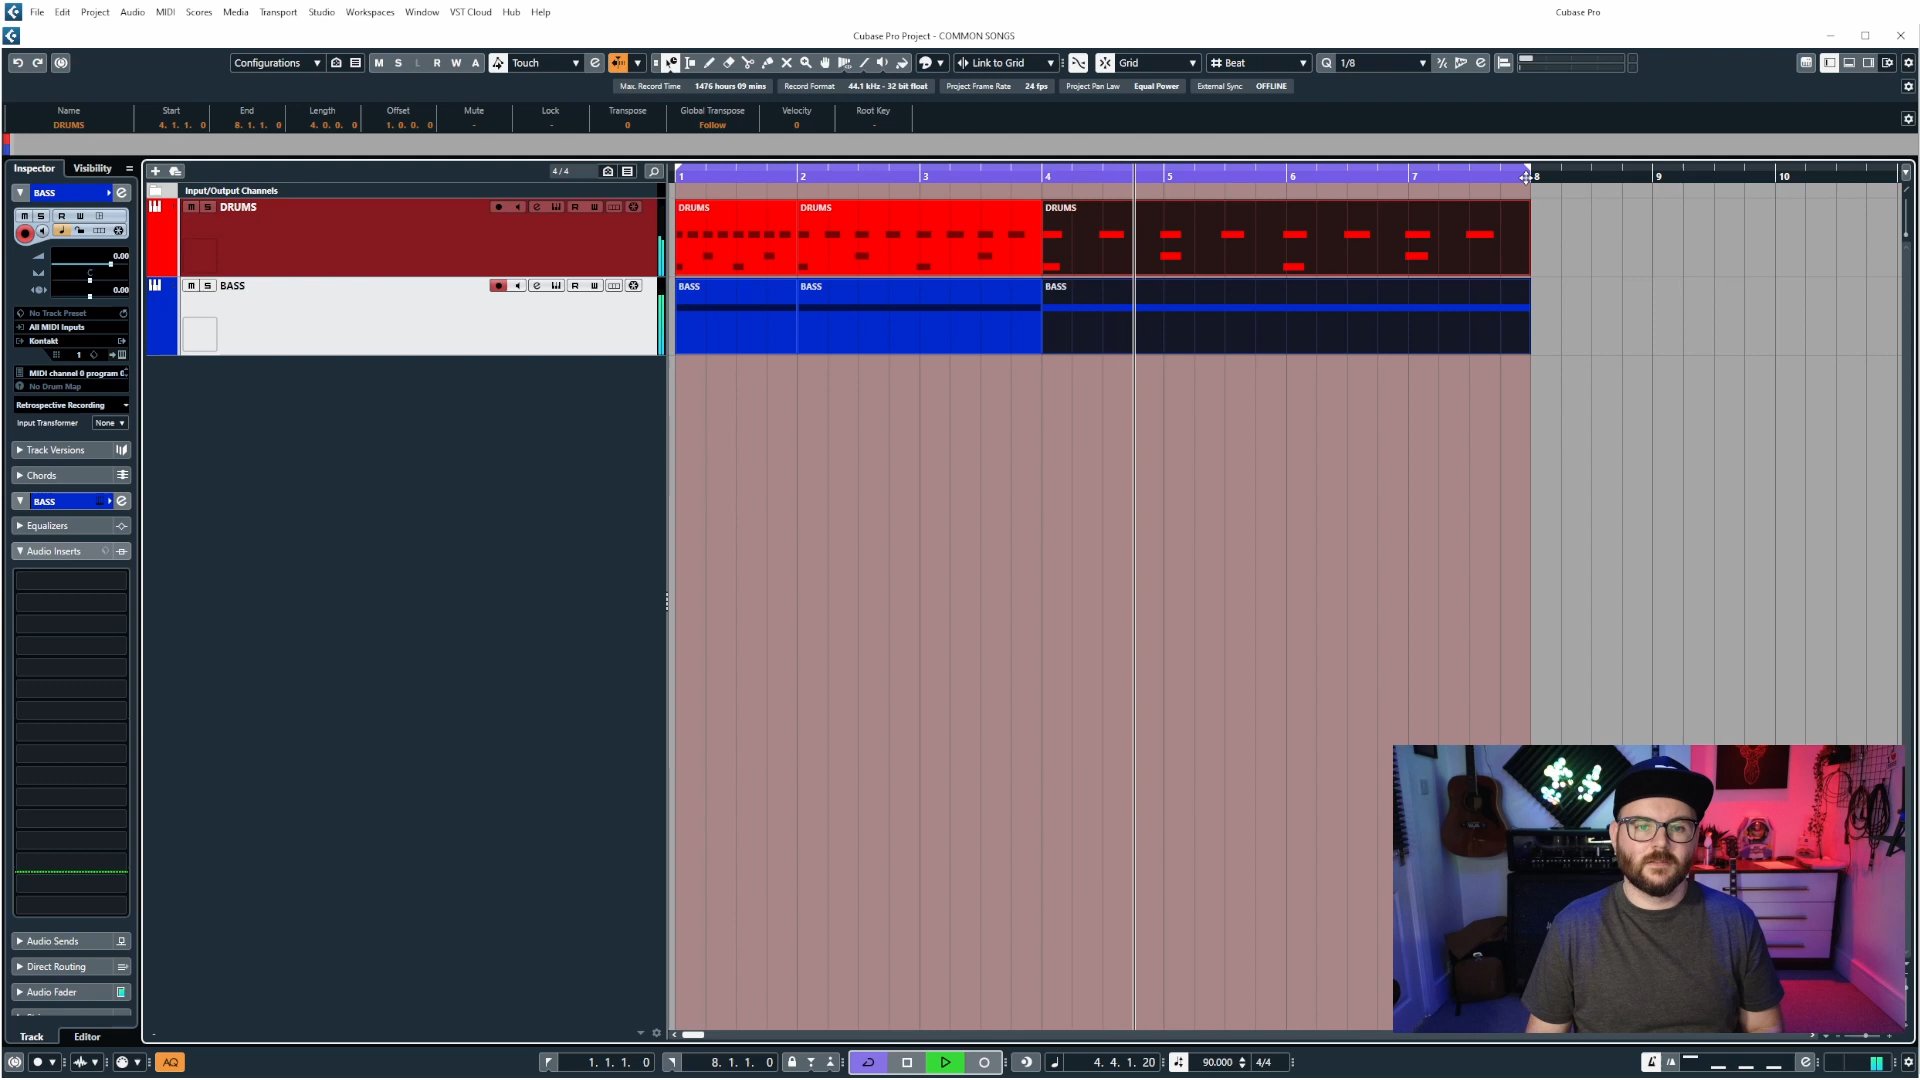 File Edit Project Audio MIDI Scores Media Transport Studio Workspaces Window VST Cloud Hub Help Cubase Pro
Cubase Pro Project - COMMON SONGS
Configurations M S L R W A Touch Link to Grid Grid Beat Q 1/8
Max. Record Time 1476 hours 09 mins Record Format 44.1 kHz - 32 bit float Project Frame Rate 24 fps Project Pan Law Equal Power External Sync OFFLINE
Name Start End Length Offset Mute Lock Transpose Global Transpose Velocity Root Key
DRUMS 4. 1. 1. 0 8. 1. 1. 0 4. 0. 0. 0 1. 0. 0. 0 - - 0 Follow 0 -
Inspector Visibility 4/4 1 2 3 4 5 6 7 8 9 10
BASS Input/Output Channels
M S DRUMS R DRUMS DRUMS DRUMS
M S R
0.00
C
0.00
M S BASS R BASS BASS BASS
No Track Preset
All MIDI Inputs
Kontakt
1
MIDI channel 0 program 0
No Drum Map
Retrospective Recording
Input Transformer None
Track Versions
Chords
BASS
Equalizers
Audio Inserts
Audio Sends
Direct Routing
Audio Fader
Track Editor
AQ 1. 1. 1. 0 8. 1. 1. 0 4. 4. 1. 20 90.000 4/4